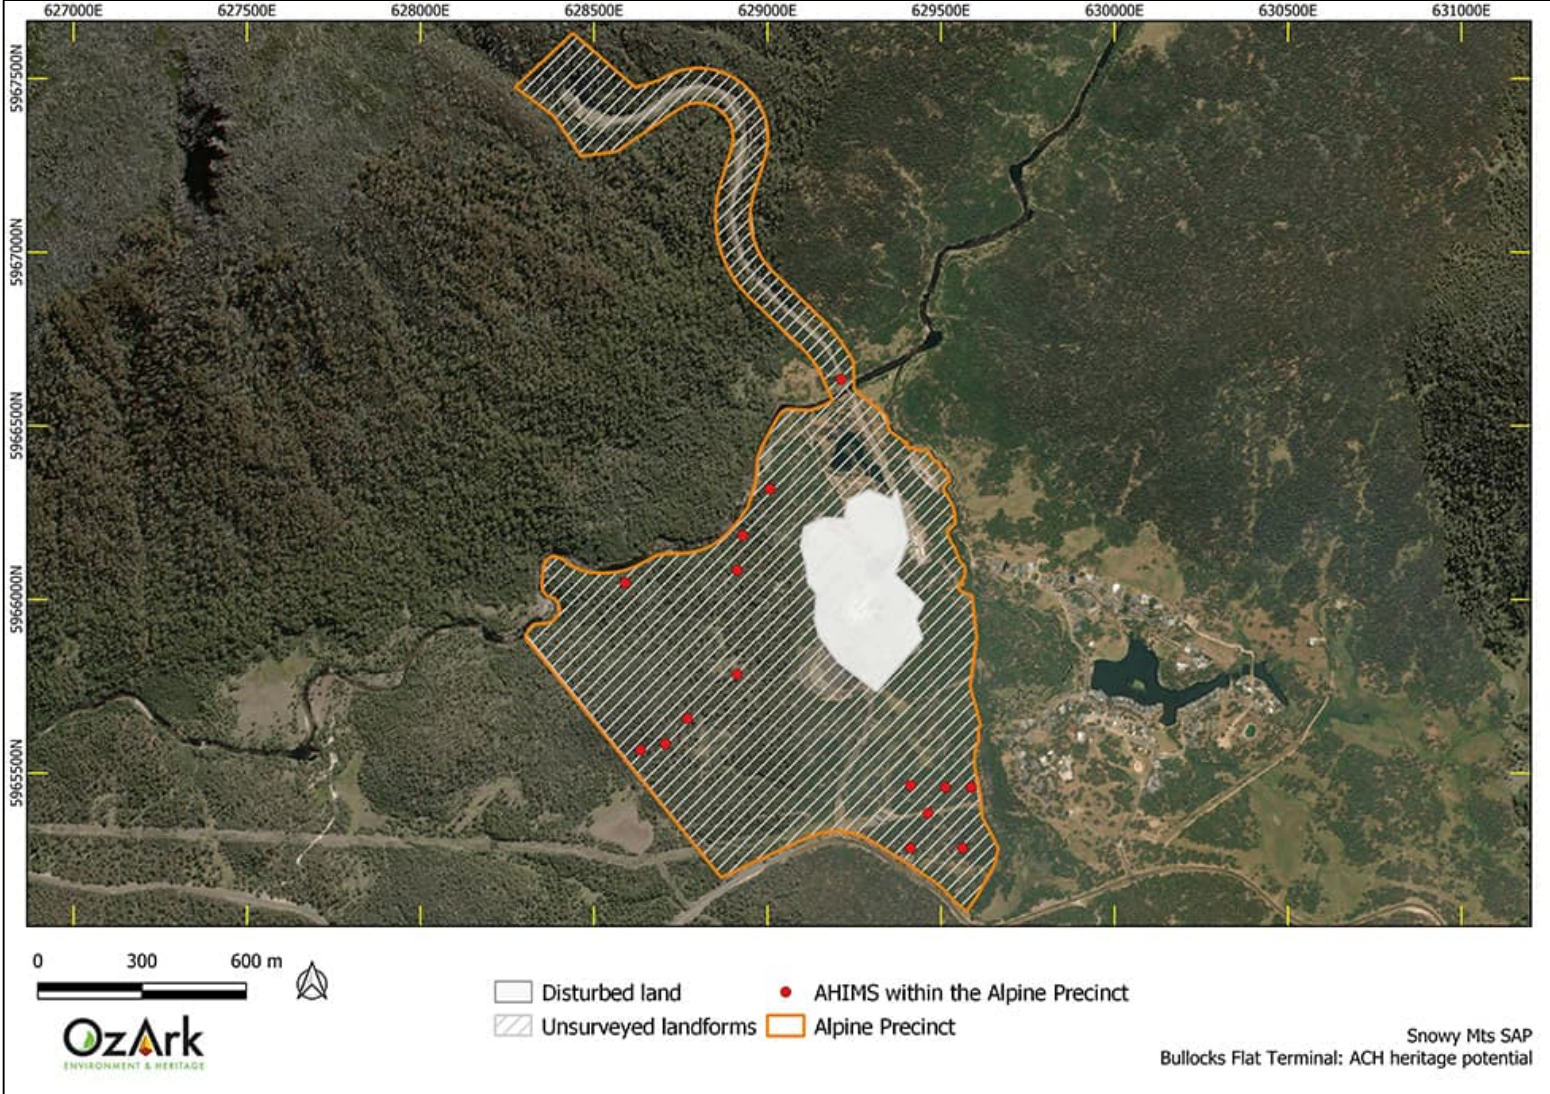 627000E 627500E 628000E 628500E 629000E 629500E 630000E 630500E 631000E
5967500N
5967000N
5966500N
5966000N
5965500N
0 300 600 m
Disturbed land
AHIMS within the Alpine Precinct
Unsurveyed landforms
Alpine Precinct
OzArk
ENVIRONMENT & HERITAGE
Snowy Mts SAP
Bullocks Flat Terminal: ACH heritage potential